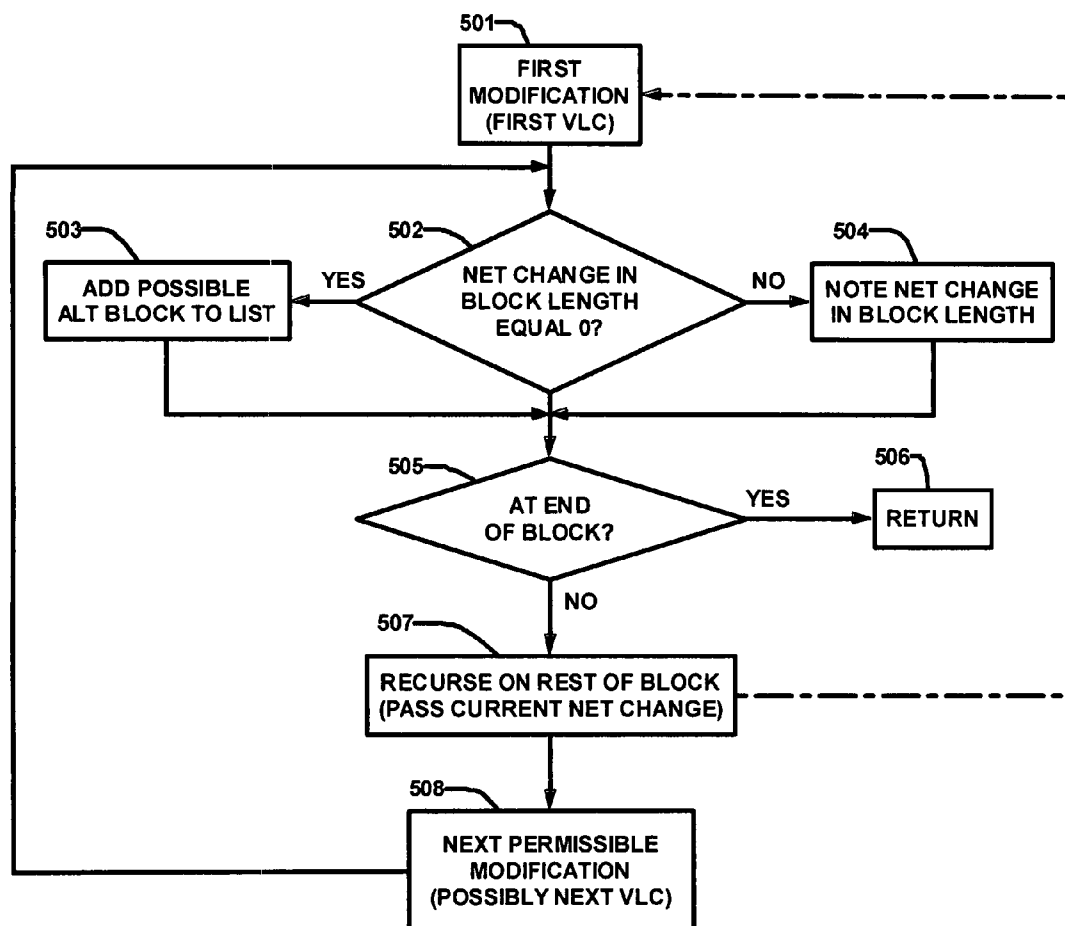 501
FIRST
MODIFICATION
(FIRST VLC)
502
NET CHANGE IN
BLOCK LENGTH
EQUAL 0?
YES
NO
503
ADD POSSIBLE
ALT BLOCK TO LIST
504
NOTE NET CHANGE
IN BLOCK LENGTH
505
AT END
OF BLOCK?
YES
NO
506
RETURN
507
RECURSE ON REST OF BLOCK
(PASS CURRENT NET CHANGE)
508
NEXT PERMISSIBLE
MODIFICATION
(POSSIBLY NEXT VLC)